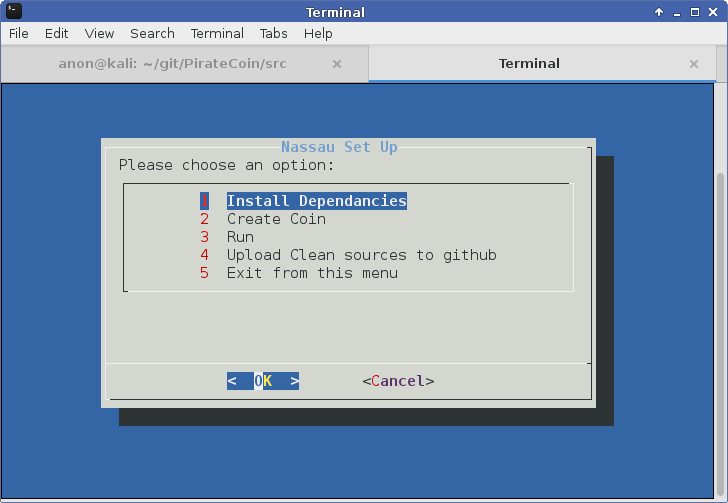 Terminal
File Edit View Search Terminal Tabs Help
anon@kali: ~/git/PirateCoin/src × Terminal ×
Nassau Set Up
Please choose an option:
1 Install Dependancies
2 Create Coin
3 Run
4 Upload Clean sources to github
5 Exit from this menu
< OK > <Cancel>